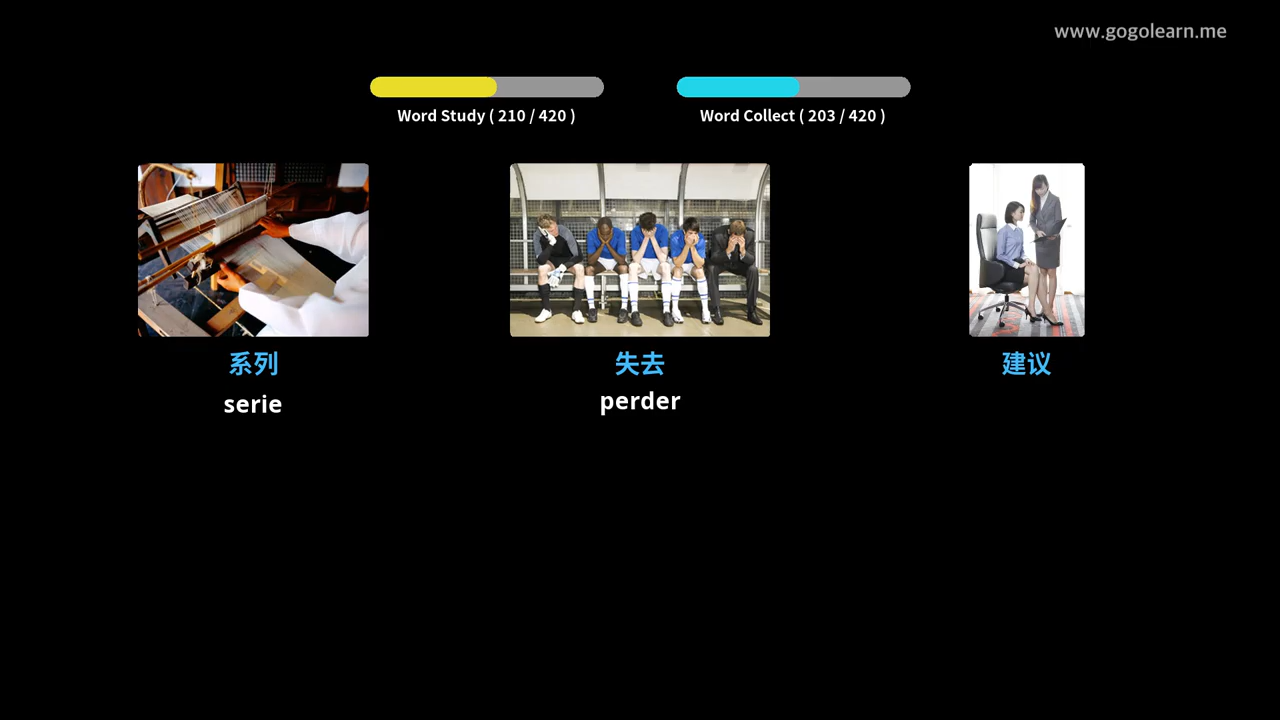 www.gogolearn.me
Word Study ( 210 / 420 )
Word Collect ( 203 / 420 )
系列
失去
建议
serie
perder